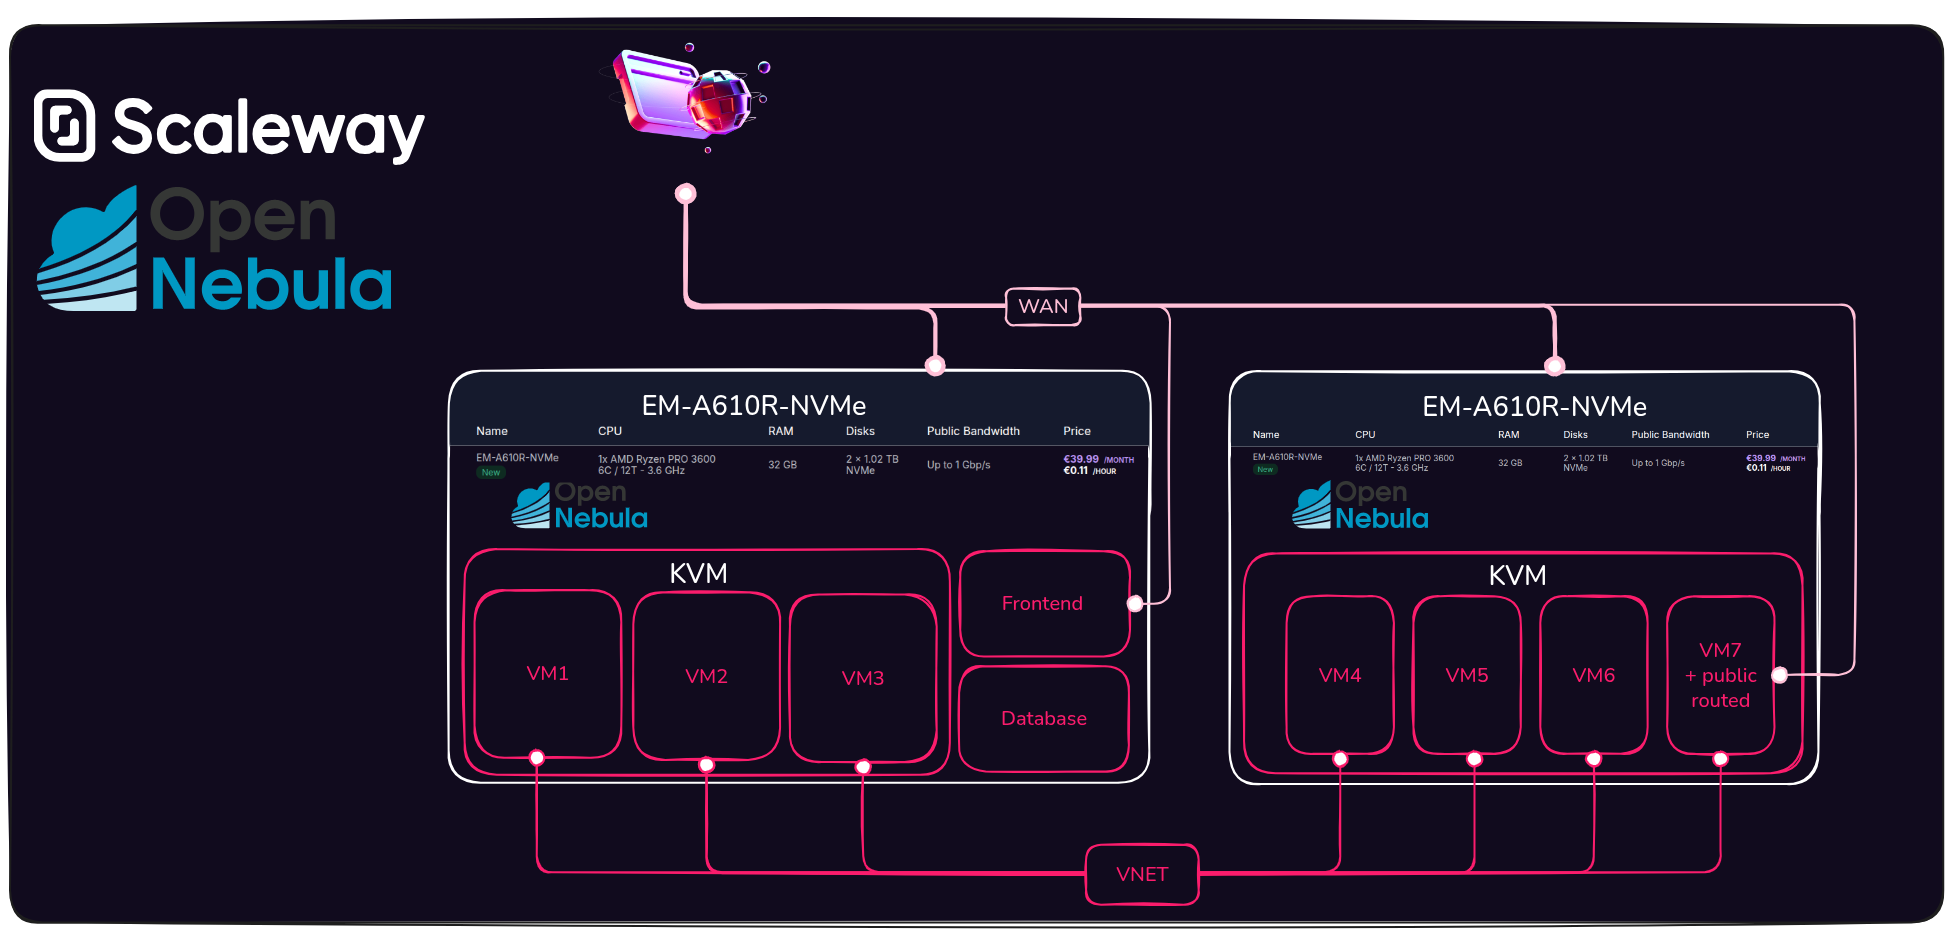 Scaleway
Open
Nebula
WAN
EM-A610R-NVMe
Name CPU RAM Disks Public Bandwidth Price
EM-A610R-NVMe 1x AMD Ryzen PRO 3600 32 GB 2 × 1.02 TB Up to 1 Gbp/s €39.99 /MONTH
New 6C / 12T - 3.6 GHz NVMe €0.11 /HOUR
Open
Nebula
KVM
VM1
VM2
VM3
Frontend
Database
EM-A610R-NVMe
Name CPU RAM Disks Public Bandwidth Price
EM-A610R-NVMe 1x AMD Ryzen PRO 3600 32 GB 2 × 1.02 TB Up to 1 Gbp/s €39.99 /MONTH
New 6C / 12T - 3.6 GHz NVMe €0.11 /HOUR
Open
Nebula
KVM
VM4
VM5
VM6
VM7
+ public
routed
VNET